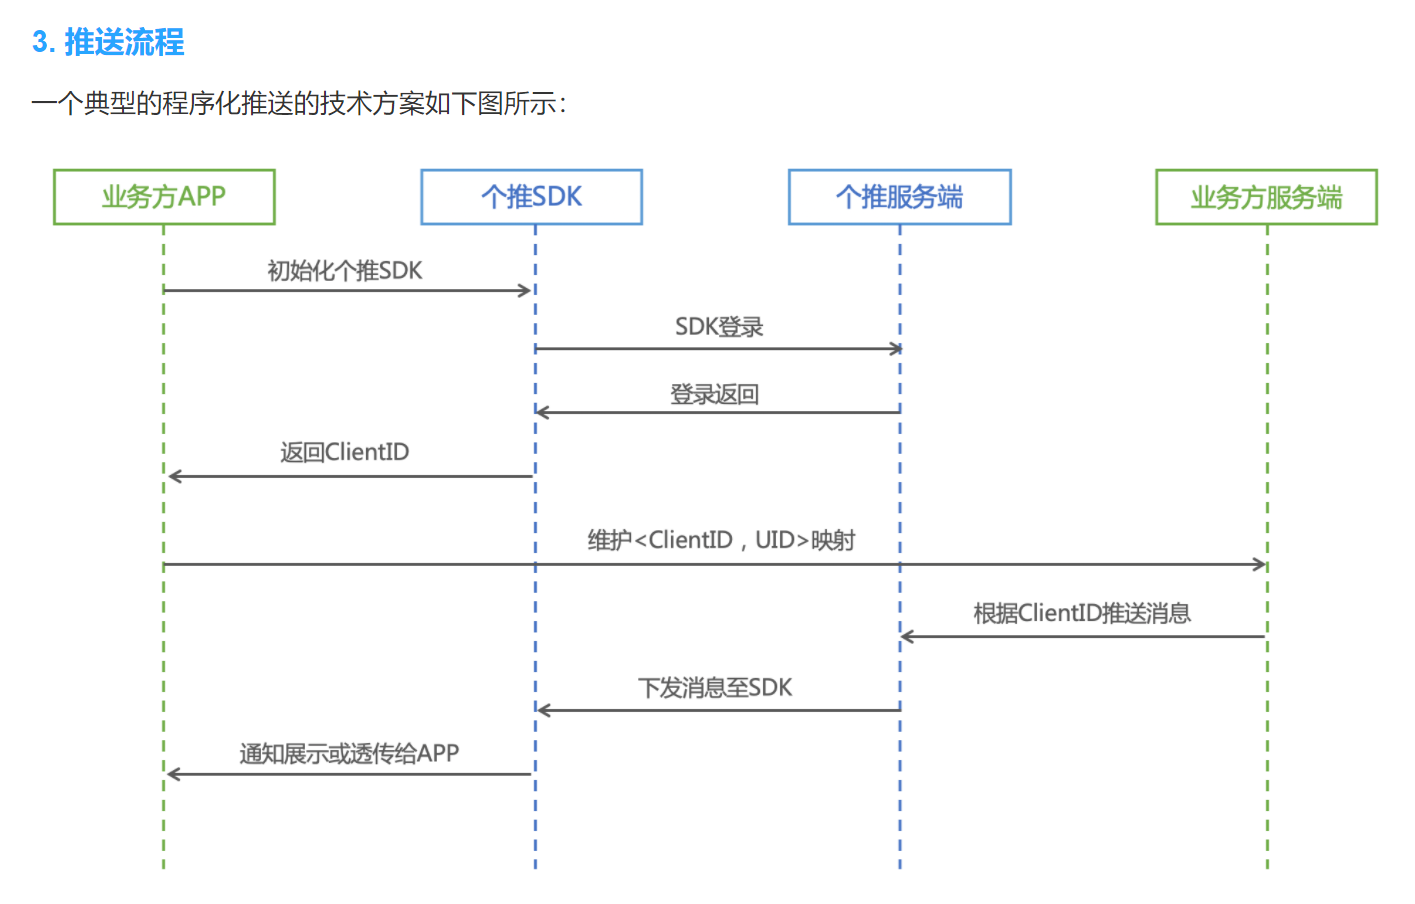 3. 推送流程
一个典型的程序化推送的技术方案如下图所示：
业务方APP
个推SDK
个推服务端
业务方服务端
初始化个推SDK
SDK登录
登录返回
返回ClientID
维护<ClientID，UID>映射
根据ClientID推送消息
下发消息至SDK
通知展示或透传给APP